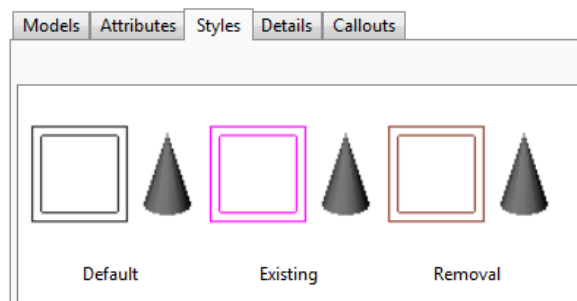 Models Attributes Styles Details Callouts
Default Existing Removal